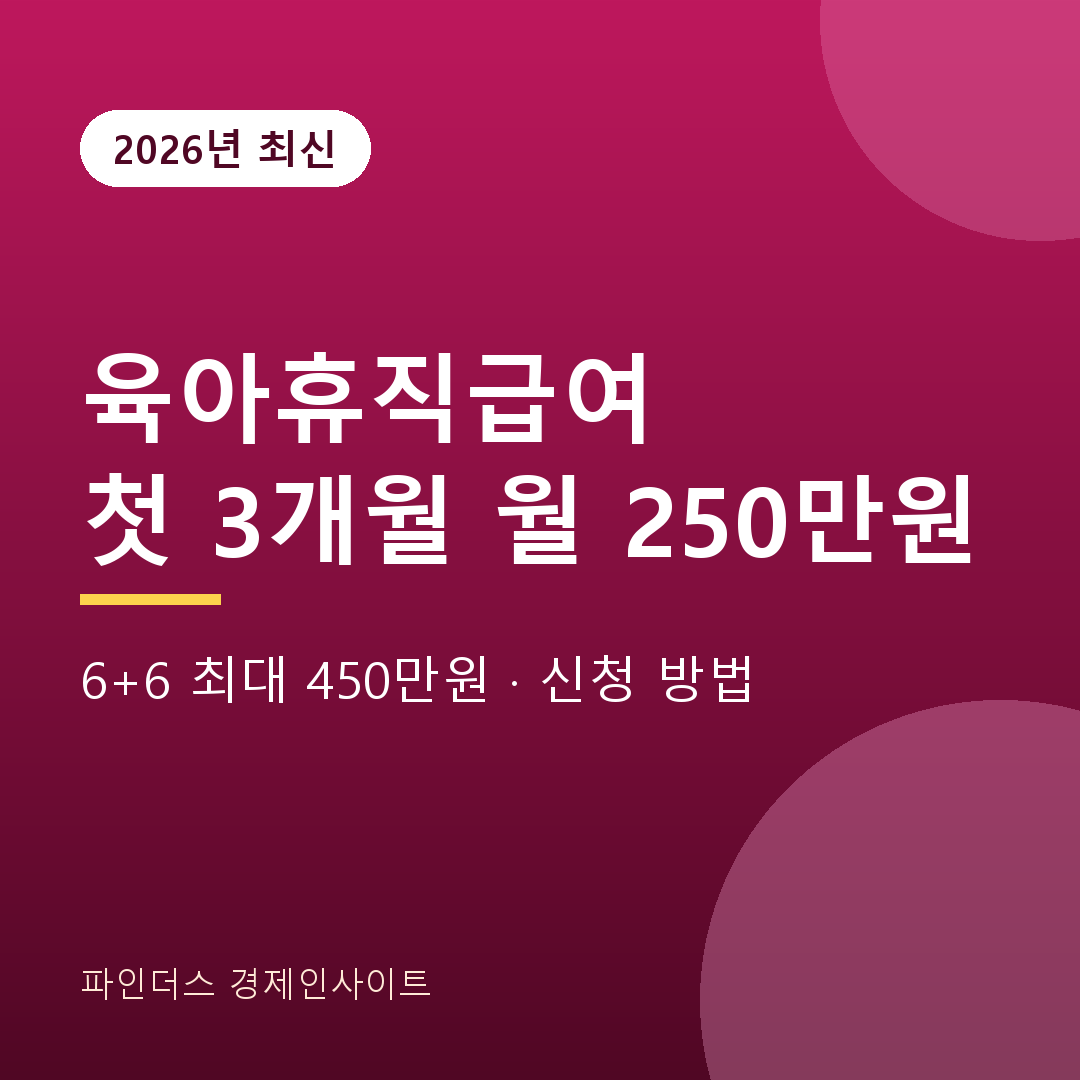 2026년 최신
육아휴직급여
첫 3개월 월 250만원
6+6 최대 450만원 · 신청 방법
파인더스 경제인사이트